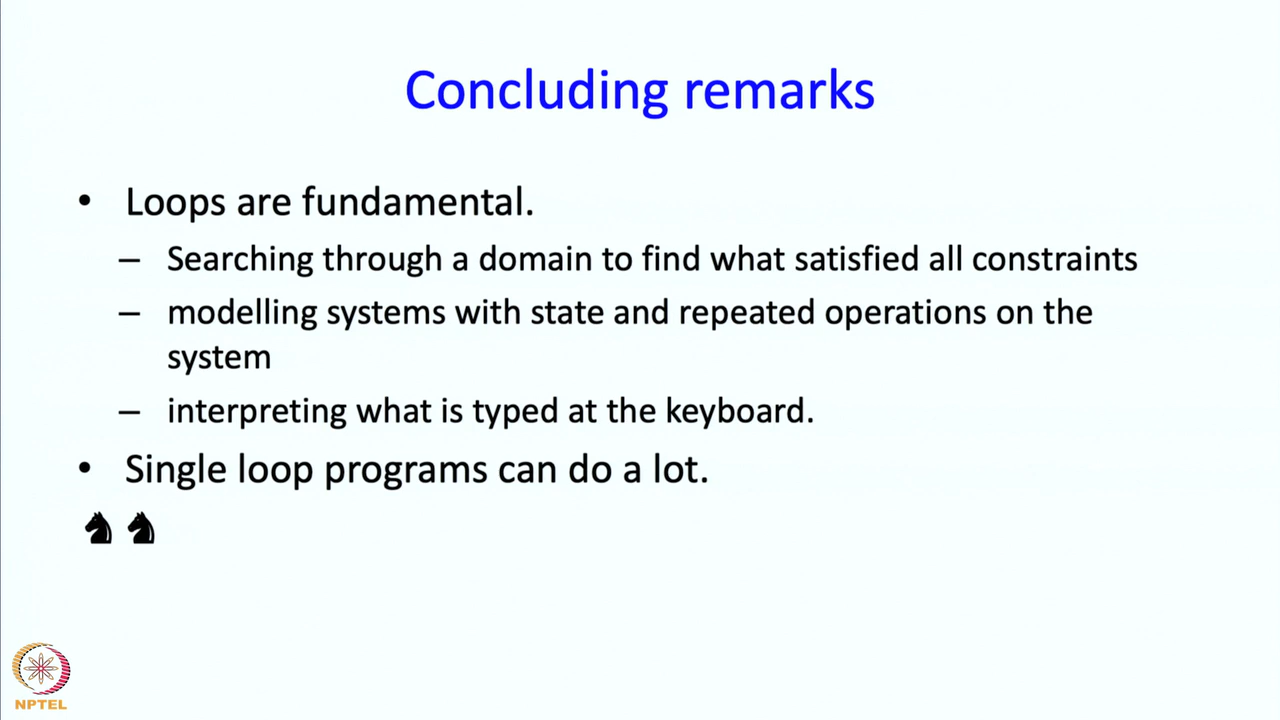 Concluding remarks
• Loops are fundamental.
– Searching through a domain to find what satisfied all constraints
– modelling systems with state and repeated operations on the
system
– interpreting what is typed at the keyboard.
• Single loop programs can do a lot.
♞ ♞
NPTEL